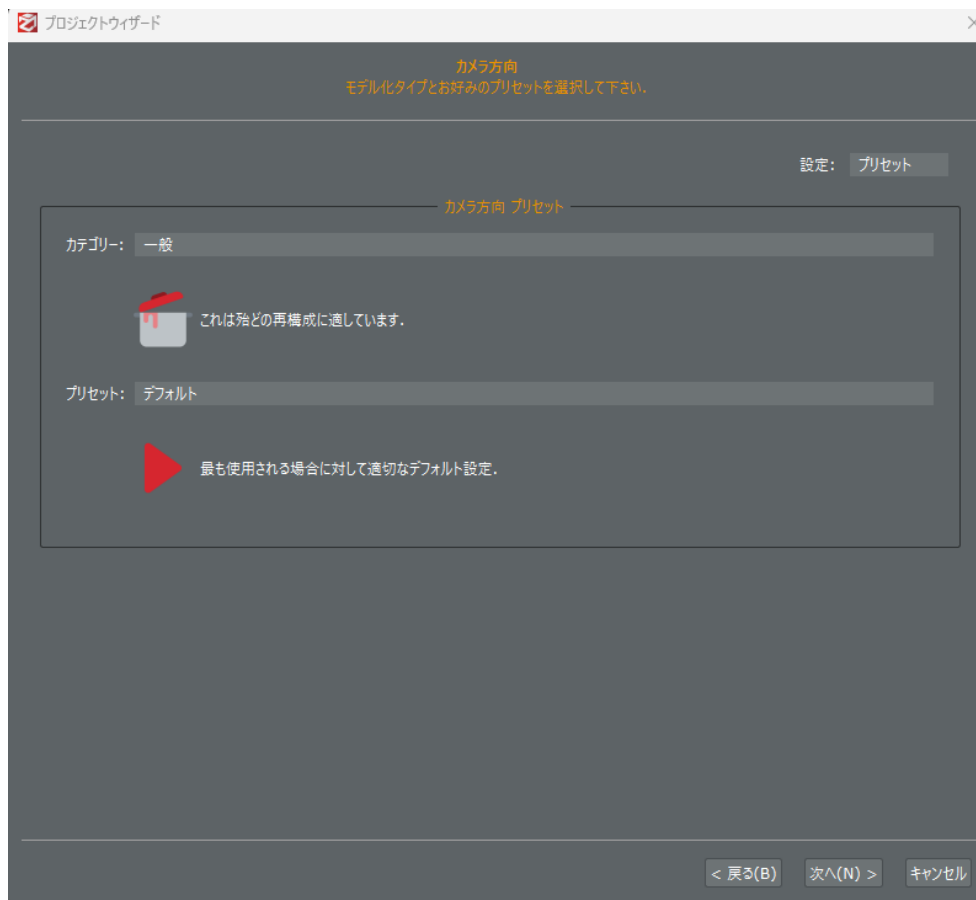 プロジェクトウィザード
カメラ方向
モデル化タイプとお好みのプリセットを選択して下さい.
設定: プリセット
カメラ方向 プリセット
カテゴリー: 一般
これは殆どの再構成に適しています.
プリセット: デフォルト
最も使用される場合に対して適切なデフォルト設定.
< 戻る(B) 次へ(N) > キャンセル